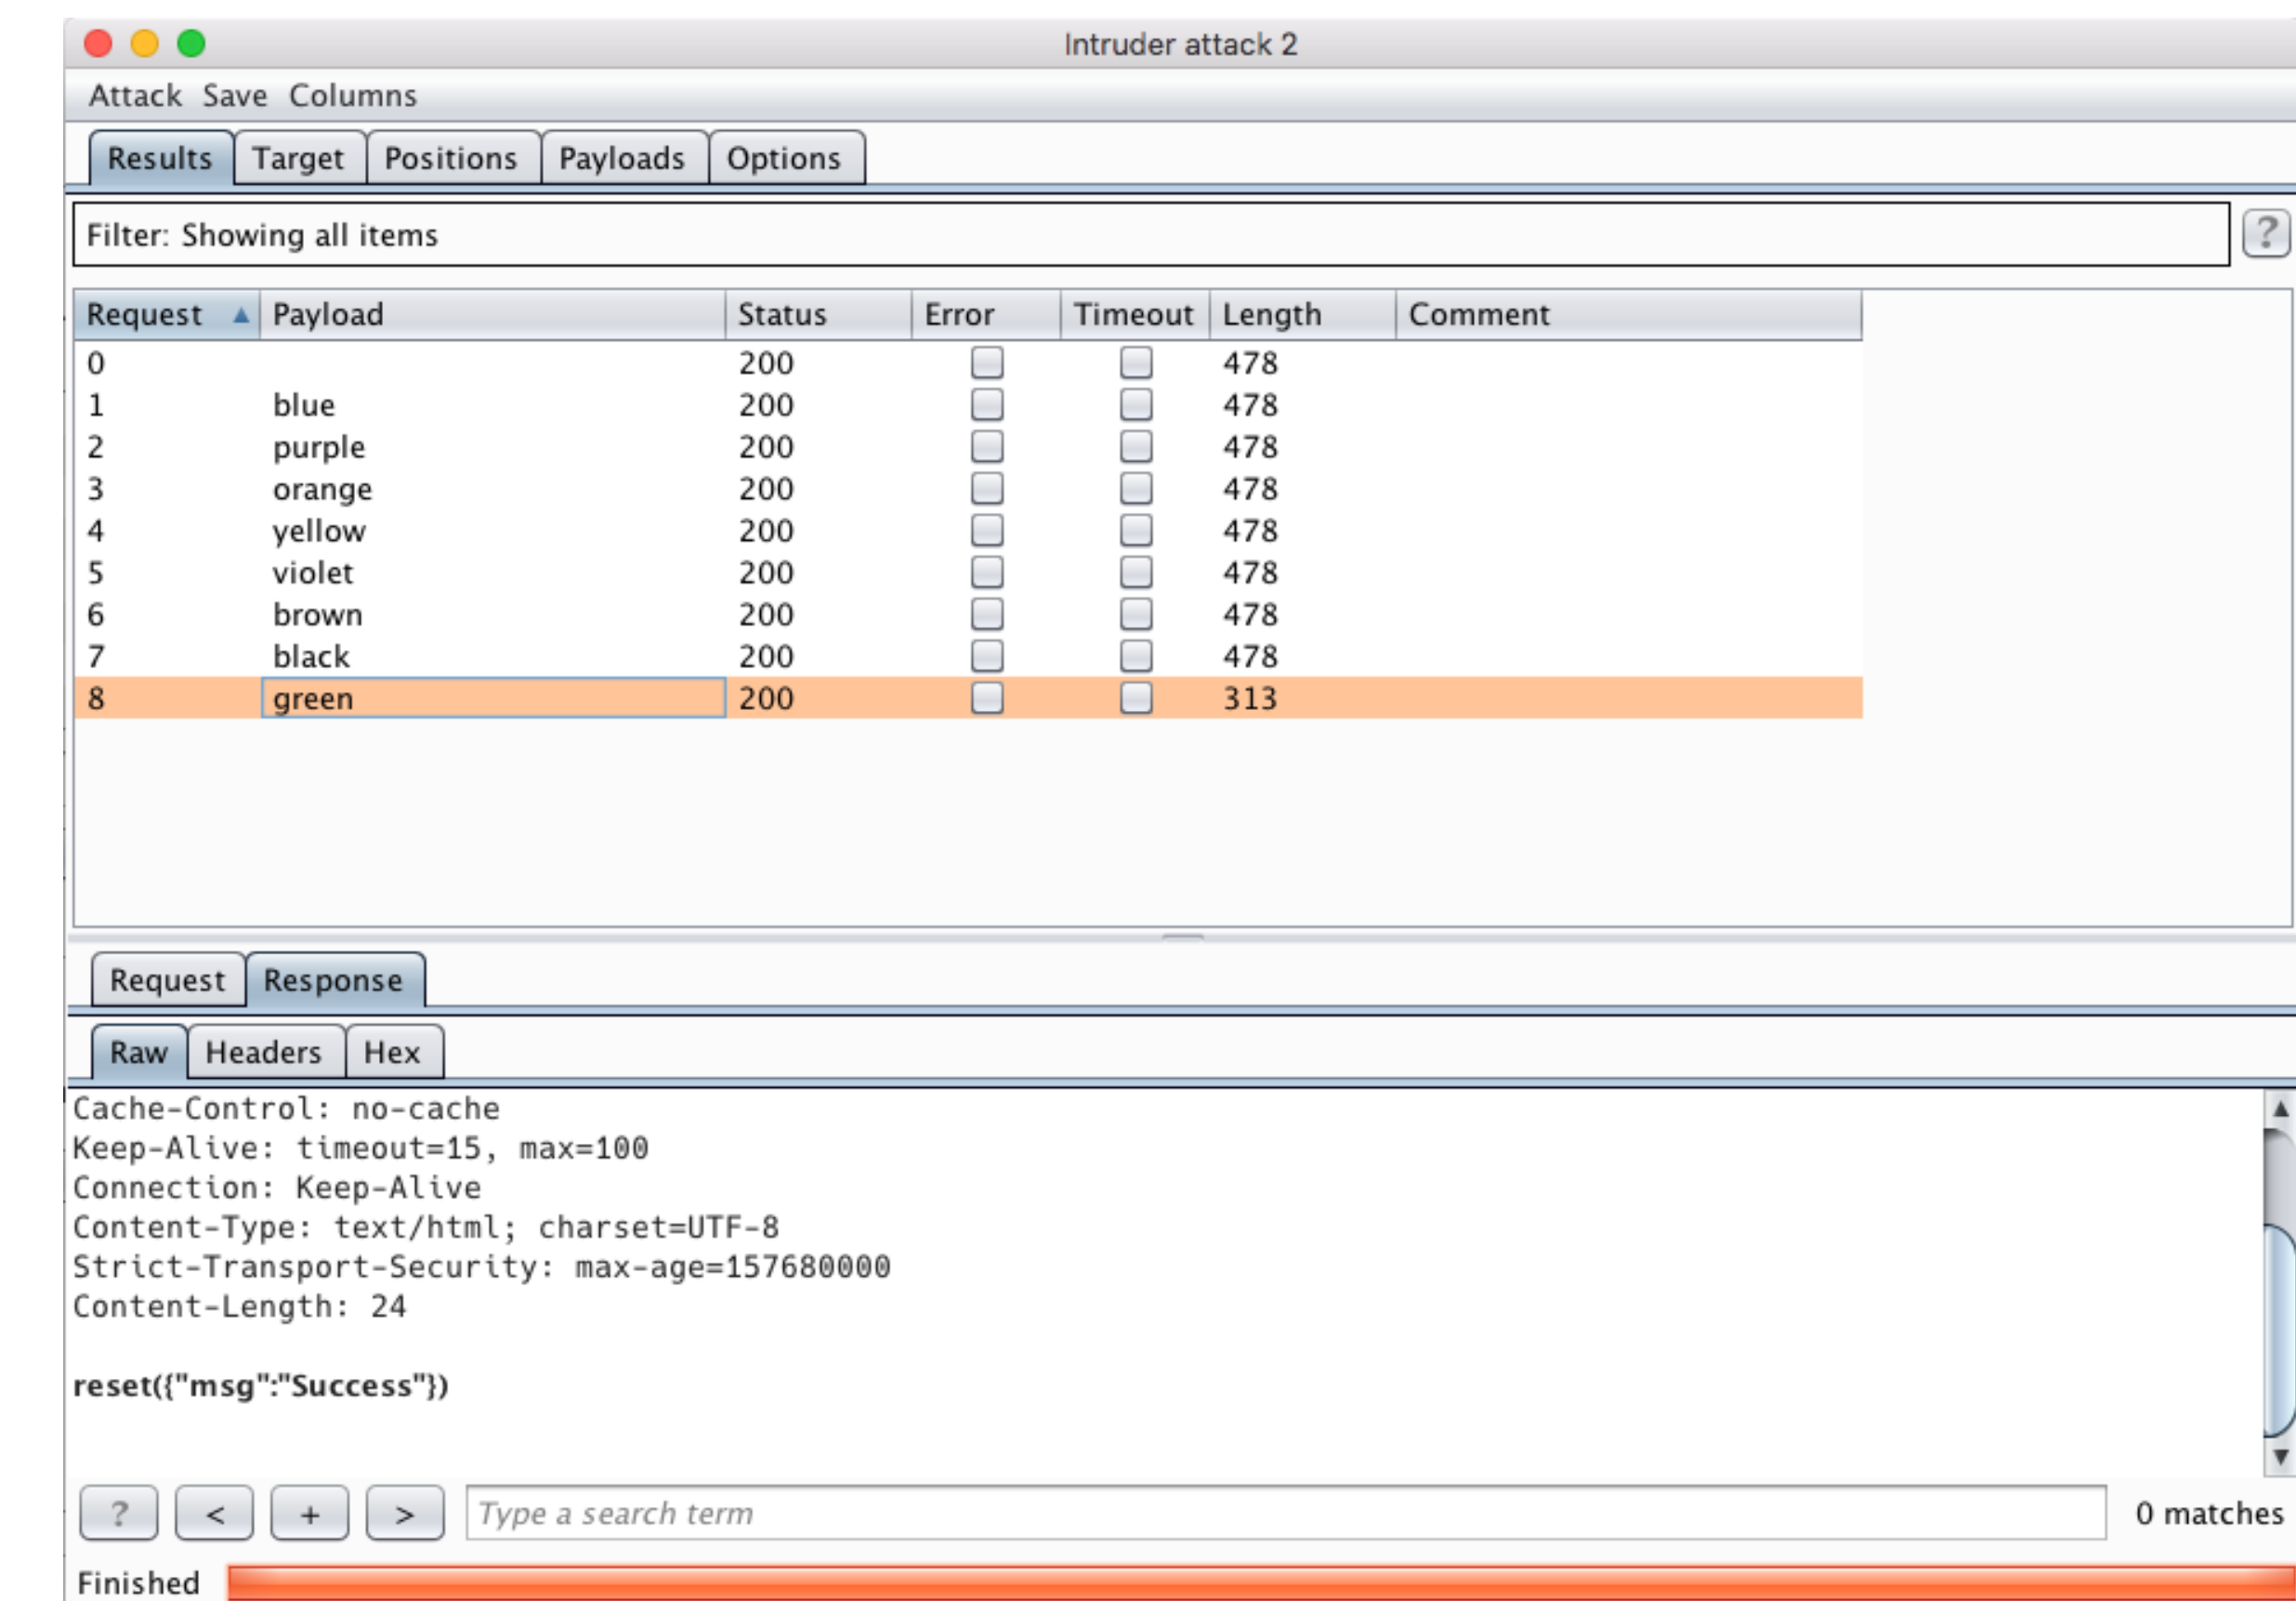 Intruder attack 2
Attack Save Columns
Results Target Positions Payloads Options
Filter: Showing all items ?
Request ▲ Payload Status Error Timeout Length Comment
0 200 478
1 blue 200 478
2 purple 200 478
3 orange 200 478
4 yellow 200 478
5 violet 200 478
6 brown 200 478
7 black 200 478
8 green 200 313
Request Response
Raw Headers Hex
Cache-Control: no-cache
Keep-Alive: timeout=15, max=100
Connection: Keep-Alive
Content-Type: text/html; charset=UTF-8
Strict-Transport-Security: max-age=157680000
Content-Length: 24
reset({"msg":"Success"})
? < + > Type a search term 0 matches
Finished